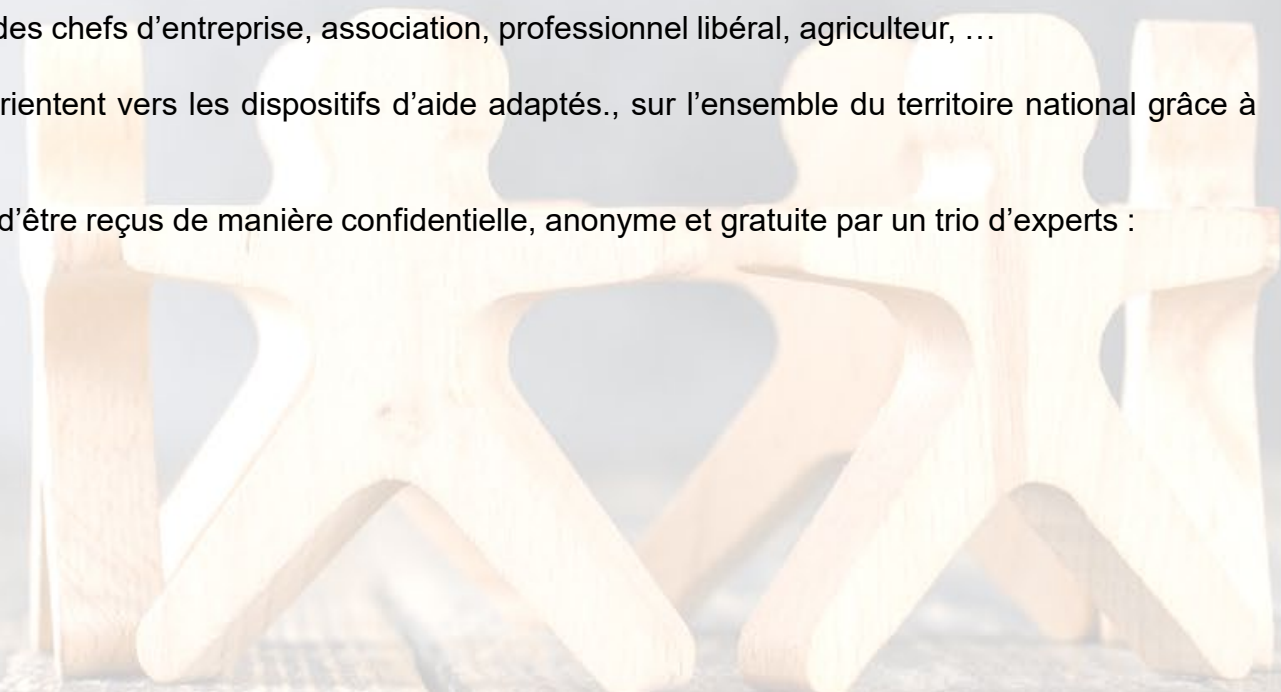 des chefs d’entreprise, association, professionnel libéral, agriculteur, …
rientent vers les dispositifs d’aide adaptés., sur l’ensemble du territoire national grâce à
d’être reçus de manière confidentielle, anonyme et gratuite par un trio d’experts :